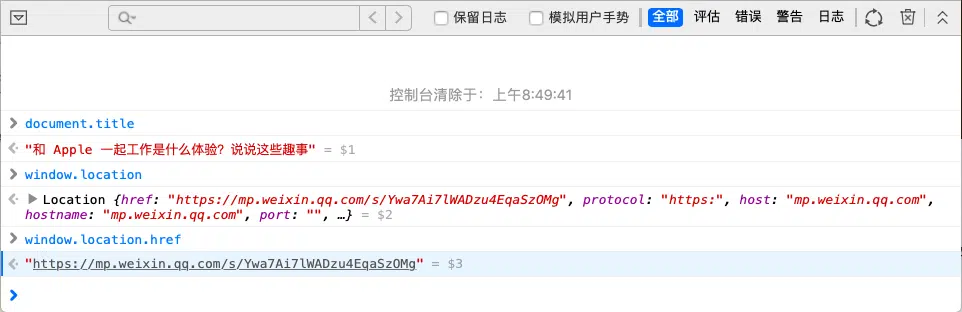 保留日志 模拟用户手势 全部 评估 错误 警告 日志
控制台清除于：上午8:49:41
document.title
"和 Apple 一起工作是什么体验？说说这些趣事" = $1
window.location
Location {href: "https://mp.weixin.qq.com/s/Ywa7Ai7lWADzu4EqaSzOMg", protocol: "https:", host: "mp.weixin.qq.com",
hostname: "mp.weixin.qq.com", port: "", …} = $2
window.location.href
"https://mp.weixin.qq.com/s/Ywa7Ai7lWADzu4EqaSzOMg" = $3